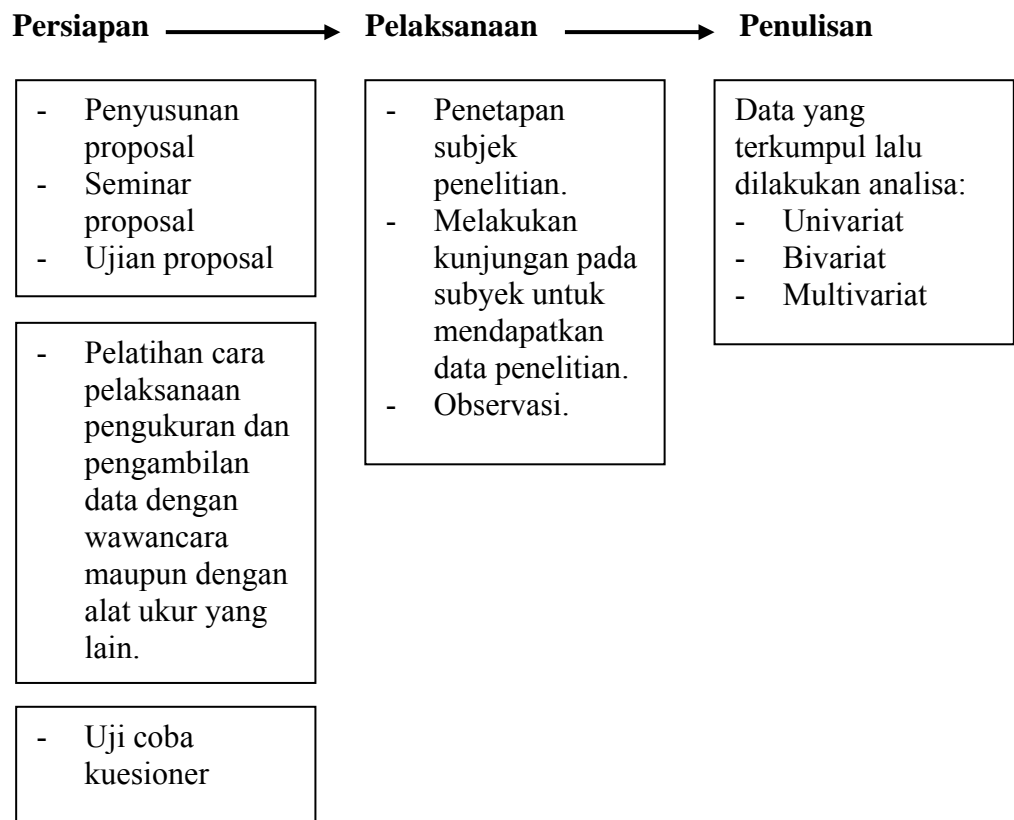 Persiapan Pelaksanaan Penulisan
- Penyusunan
proposal
- Seminar
proposal
- Ujian proposal
- Pelatihan cara
pelaksanaan
pengukuran dan
pengambilan
data dengan
wawancara
maupun dengan
alat ukur yang
lain.
- Uji coba
kuesioner
- Penetapan
subjek
penelitian.
- Melakukan
kunjungan pada
subyek untuk
mendapatkan
data penelitian.
- Observasi.
Data yang
terkumpul lalu
dilakukan analisa:
- Univariat
- Bivariat
- Multivariat